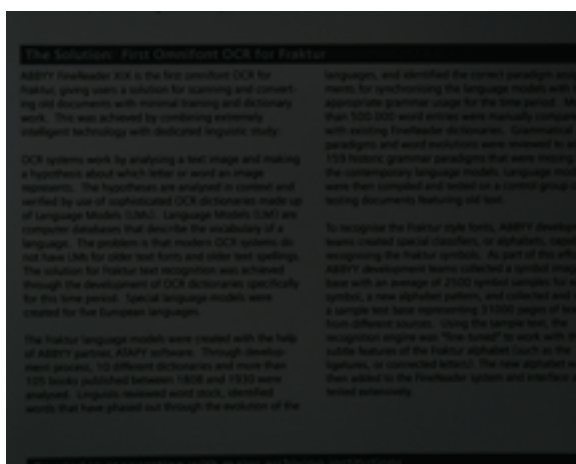 The Solution: First Omnifont OCR for Fraktur
ABBYY FineReader XIX is the first omnifont OCR for
fraktur, giving users a solution for scanning and convert-
ing old documents with minimal training and dictionary
work. This was achieved by combining extremely
intelligent technology with dedicated linguistic study.
OCR systems work by analysing a text image and making
a hypothesis about which letter or word an image
represents. The hypotheses are analysed in context and
verified by use of sophisticated OCR dictionaries made up
of Language Models (LMs). Language Models (LM) are
computer databases that describe the vocabulary of a
language. The problem is that modern OCR systems do
not have LMs for older text fonts and older text spellings.
The solution for Fraktur text recognition was achieved
through the development of OCR dictionaries specifically
for this time period. Special language models were
created for five European languages.
The Fraktur language models were created with the help
of ABBYY partner, ATAPY software. Through develop-
ment process, 10 different dictionaries and more than
105 books published between 1808 and 1930 were
analysed. Linguists reviewed word stock, identified
words that have phased out through the evolution of the
languages, and identified the correct paradigm
ments for synchronising the language models with
appropriate grammar usage for the time period.
than 500,000 word entries were manually
with existing FineReader dictionaries. Grammatical
paradigms and word evolutions were reviewed to
159 historic grammar paradigms that were missing
the contemporary language models. Language
were then compiled and tested on a control group
testing documents featuring old text.
To recognise the Fraktur style fonts, ABBYY
teams created special classifiers, or alphabets,
recognising the Fraktur symbols. As part of this
ABBYY development teams collected a symbol
base with an average of 2500 symbol samples for
symbol, a new alphabet pattern, and collected and
a sample test base representing 31000 pages of
from different sources. Using the sample text, the
recognition engine was "fine-tuned" to work with
subtle features of the Fraktur alphabet (such as the
ligatures, or connected letters). The new alphabet
then added to the FineReader system and interface
tested extensively.